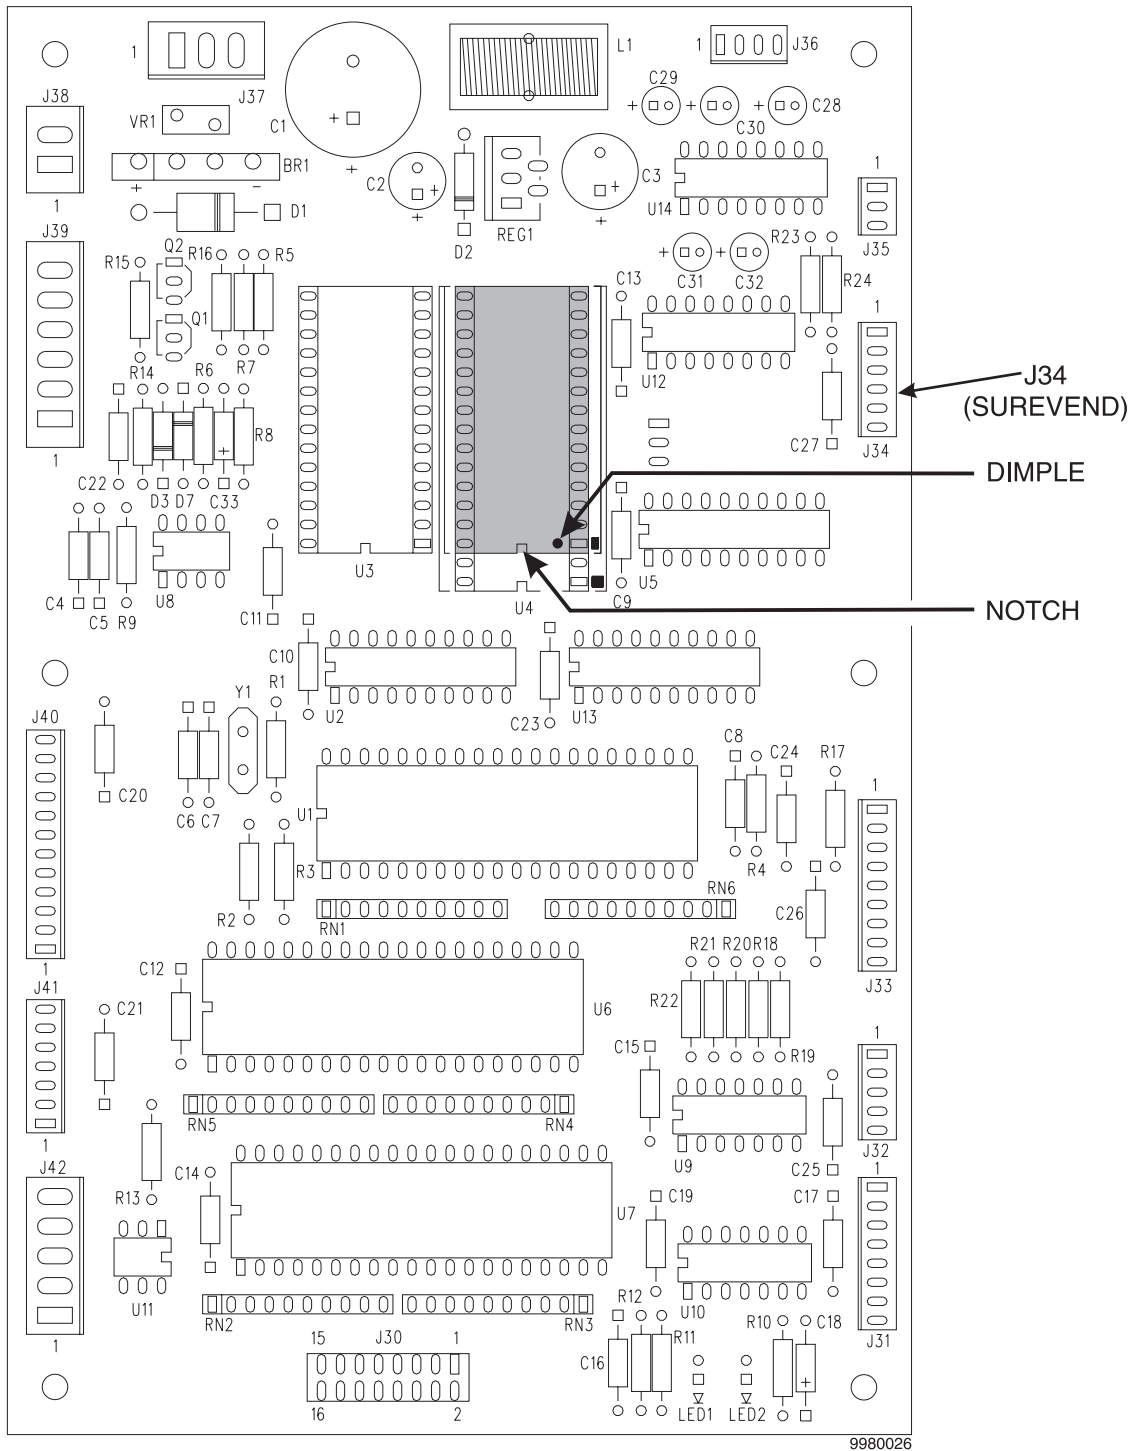 1
J37
L1
1
J36
J38
VR1
C1
+
+
C29
+
+
C30
+
C28
BR1
+
-
C2
+
+
REG1
C3
+
+
U14
1
J35
1
D1
D2
J39
R15
Q2
R16
R5
Q1
R14
R6
R7
C13
+
C31
+
C32
R23
R24
1
U12
J34
(SUREVEND)
C27
J34
1
R8
C22
D3
D7
+
C33
DIMPLE
U3
U4
U5
C9
NOTCH
C4
C5
R9
U8
C11
C10
U2
C23
U13
J40
Y1
R1
C20
C6
C7
U1
C8
C24
R17
1
R4
R2
R3
RN1
RN6
C26
1
J41
C12
C21
U6
R21
R20
R18
R22
R19
J33
C15
1
RN5
RN4
1
J42
U9
C25
J32
1
R13
C14
U7
C19
C17
U11
RN2
RN3
U10
1
15
J30
1
16
2
R12
R11
C16
R10
C18
+
LED1
LED2
J31
9980026